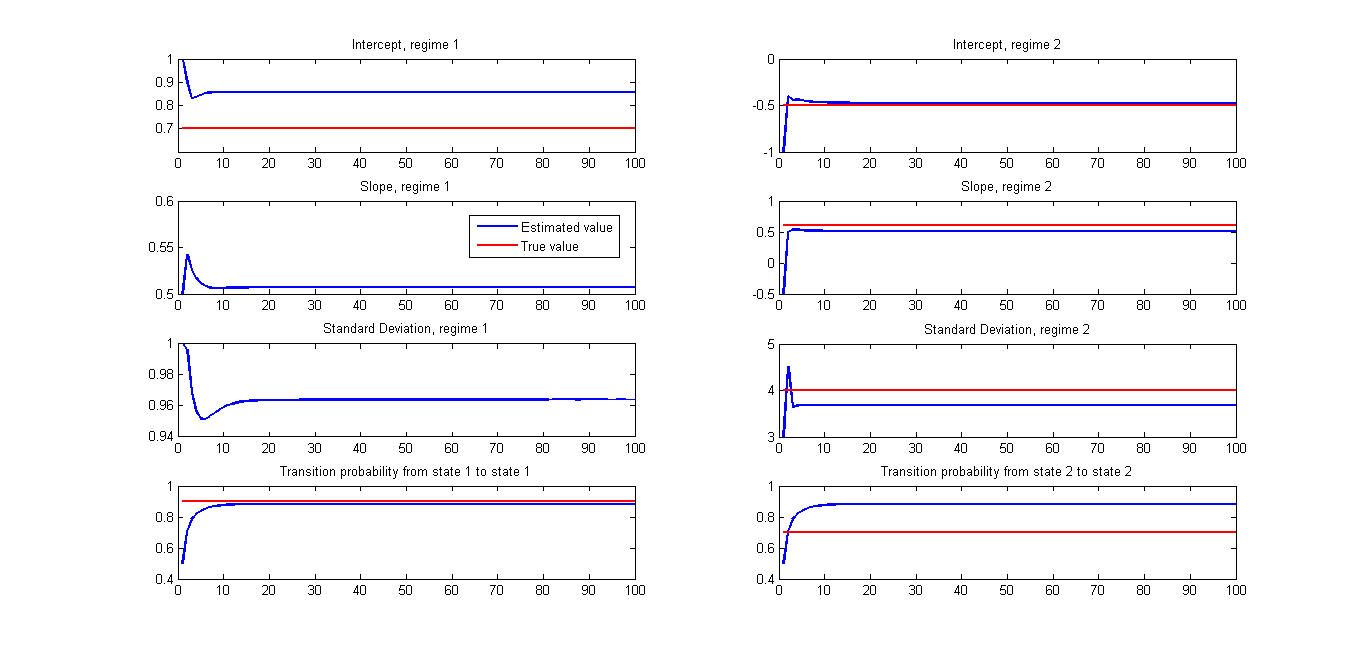 Intercept, regime 1
1
0.9
0.8
0.7
0 10 20 30 40 50 60 70 80 90 100
Intercept, regime 2
0
-0.5
-1
0 10 20 30 40 50 60 70 80 90 100
Slope, regime 1
0.6
0.55
0.5
Estimated value
True value
0 10 20 30 40 50 60 70 80 90 100
Slope, regime 2
1
0.5
0
-0.5
0 10 20 30 40 50 60 70 80 90 100
Standard Deviation, regime 1
1
0.98
0.96
0.94
0 10 20 30 40 50 60 70 80 90 100
Standard Deviation, regime 2
5
4
3
0 10 20 30 40 50 60 70 80 90 100
Transition probability from state 1 to state 1
1
0.8
0.6
0.4
0 10 20 30 40 50 60 70 80 90 100
Transition probability from state 2 to state 2
1
0.8
0.6
0.4
0 10 20 30 40 50 60 70 80 90 100